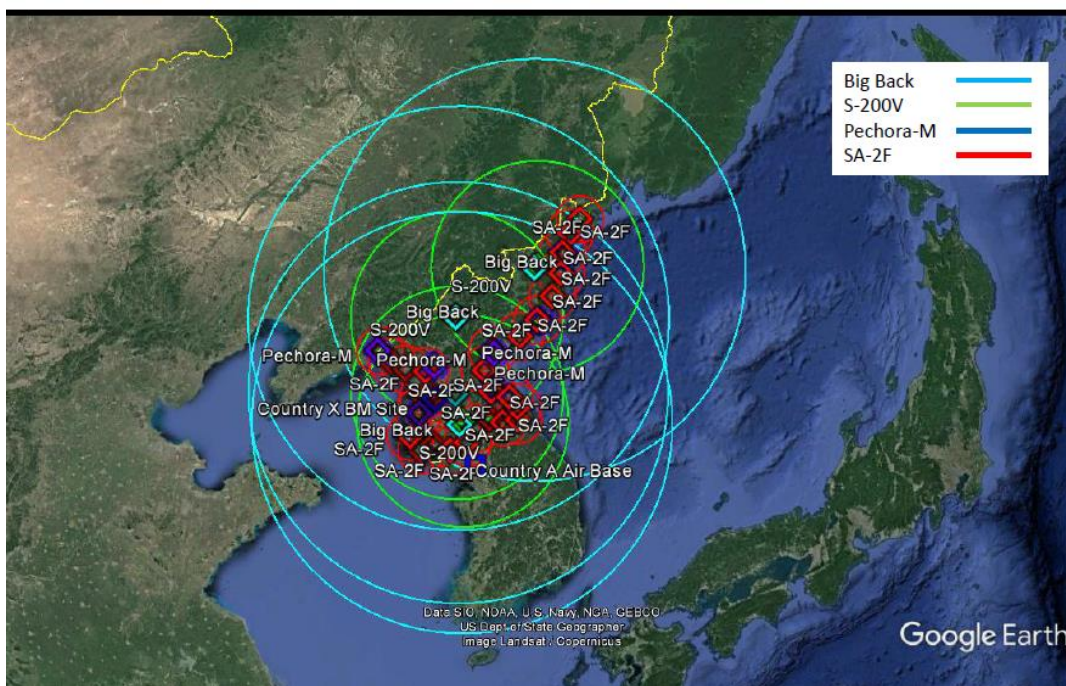 Big Back
S-200V
Pechora-M
SA-2F
SA-2F
SA-2F
SA-2F
Big Back
SA-2F
S-200V
SA-2F
Big Back
SA-2F
SA-2F
S-200V
Pechora-M
Pechora-M
Pechora-M
Pechora-M
SA-2F
SA-2F
SA-2F
SA-2F
Country X BM Site
SA-2F
SA-2F
Big Back
SA-2F
SA-2F
S-200V
SA-2F
SA-2F
Country A Air Base
Data SIO, NOAA, U.S. Navy, NGA, GEBCO
US Dept of State Geographer
Image Landsat / Copernicus
Google Earth